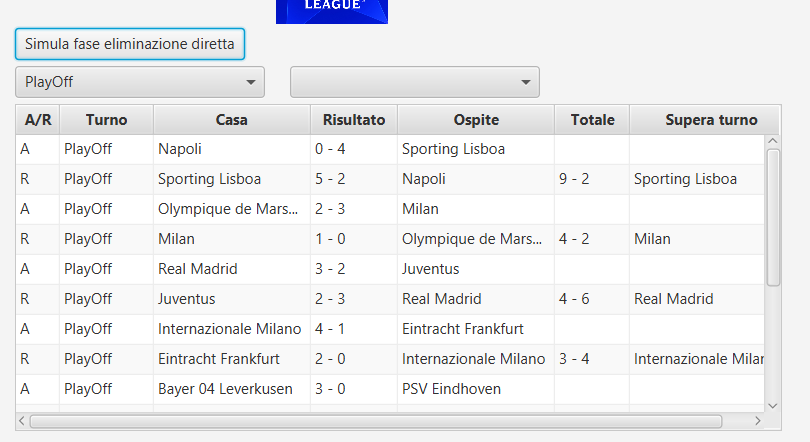 LEAGUE
Simula fase eliminazione diretta
PlayOff
A/R Turno Casa Risultato Ospite Totale Supera turno
A PlayOff Napoli 0 - 4 Sporting Lisboa
R PlayOff Sporting Lisboa 5 - 2 Napoli 9 - 2 Sporting Lisboa
A PlayOff Olympique de Mars... 2 - 3 Milan
R PlayOff Milan 1 - 0 Olympique de Mars... 4 - 2 Milan
A PlayOff Real Madrid 3 - 2 Juventus
R PlayOff Juventus 2 - 3 Real Madrid 4 - 6 Real Madrid
A PlayOff Internazionale Milano 4 - 1 Eintracht Frankfurt
R PlayOff Eintracht Frankfurt 2 - 0 Internazionale Milano 3 - 4 Internazionale Milar
A PlayOff Bayer 04 Leverkusen 3 - 0 PSV Eindhoven